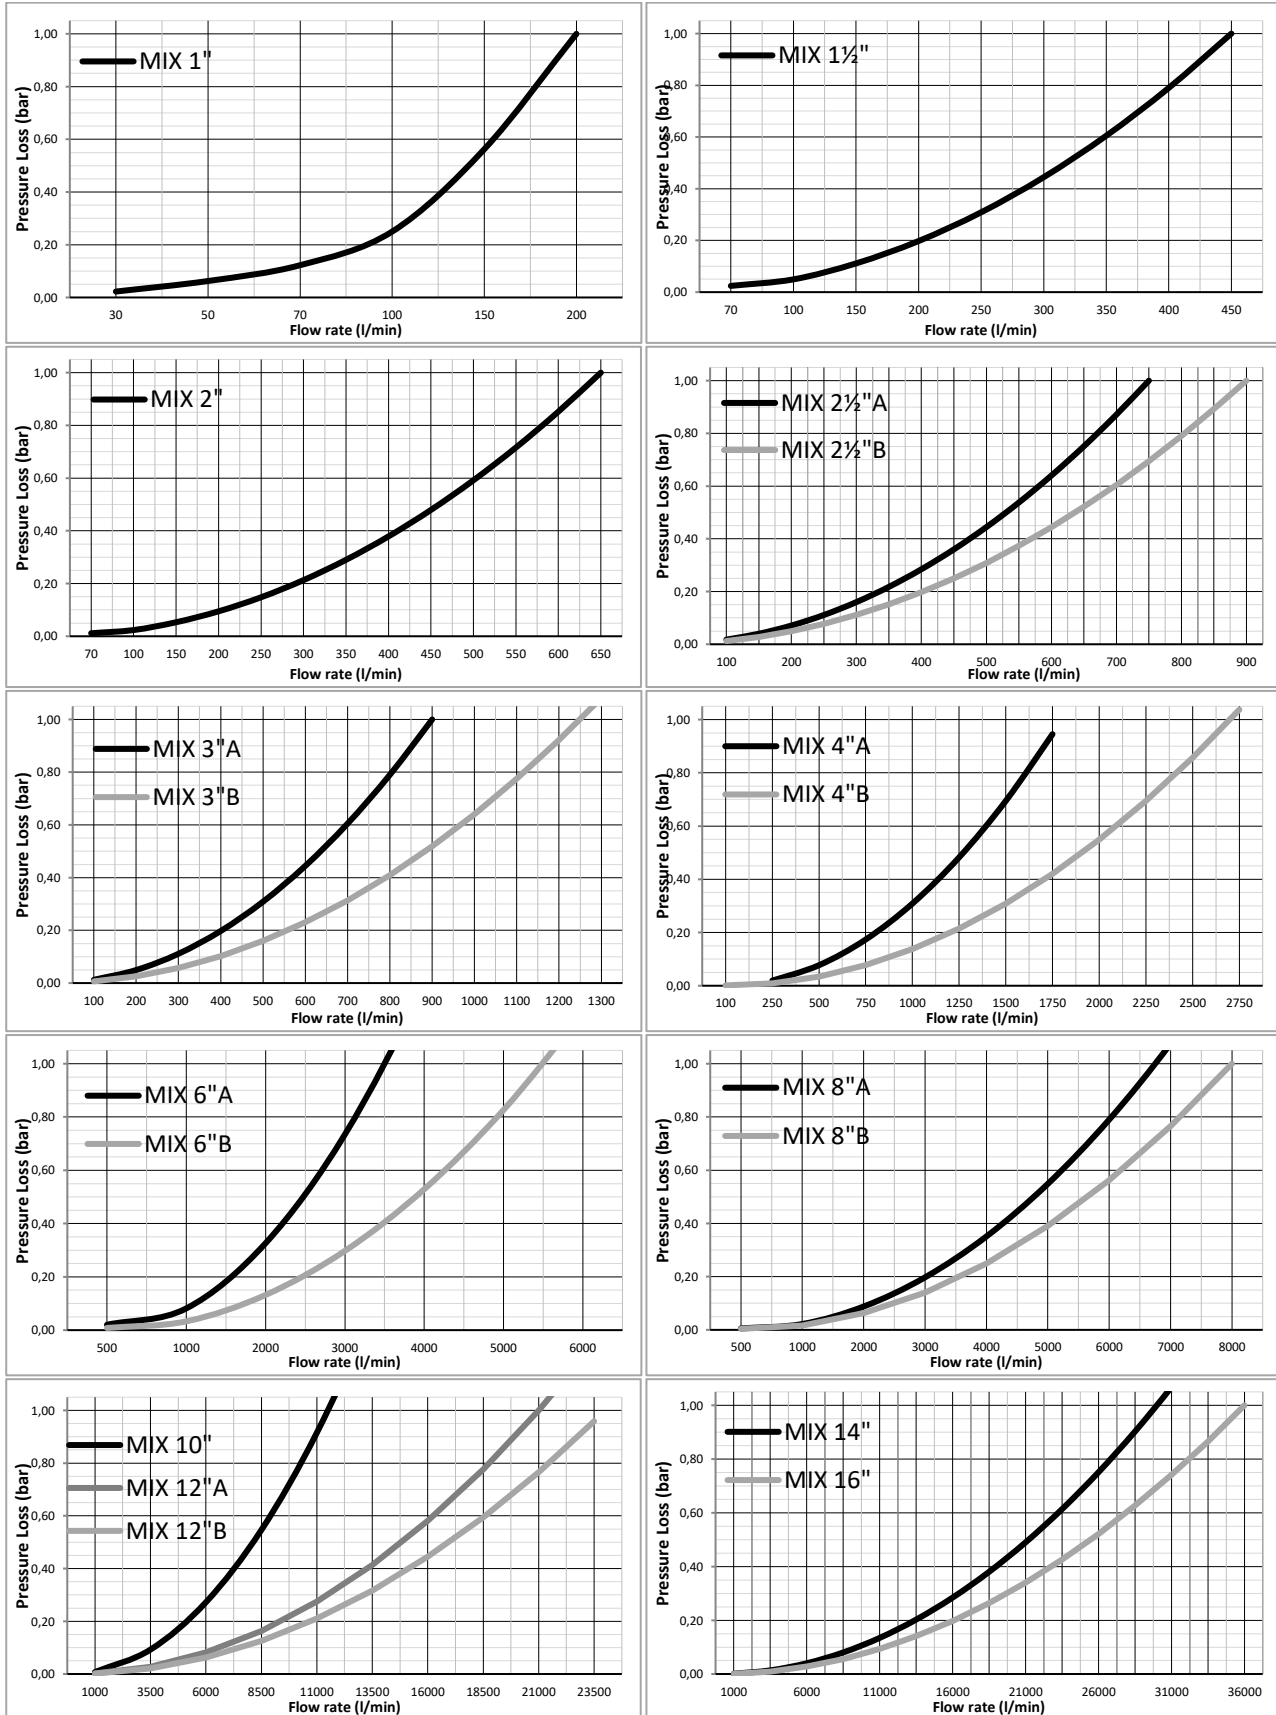 MIX 1"
Pressure Loss (bar)
1,00
0,80
0,60
0,40
0,20
0,00
30 50 70 100 150 200
Flow rate (l/min)
MIX 1½"
Pressure Loss (bar)
1,00
0,80
0,60
0,40
0,20
0,00
70 100 150 200 250 300 350 400 450
Flow rate (l/min)
MIX 2"
Pressure Loss (bar)
1,00
0,80
0,60
0,40
0,20
0,00
70 100 150 200 250 300 350 400 450 500 550 600 650
Flow rate (l/min)
MIX 2½"A
MIX 2½"B
Pressure Loss (bar)
1,00
0,80
0,60
0,40
0,20
0,00
100 200 300 400 500 600 700 800 900
Flow rate (l/min)
MIX 3"A
MIX 3"B
Pressure Loss (bar)
1,00
0,80
0,60
0,40
0,20
0,00
100 200 300 400 500 600 700 800 900 1000 1100 1200 1300
Flow rate (l/min)
MIX 4"A
MIX 4"B
Pressure Loss (bar)
1,00
0,80
0,60
0,40
0,20
0,00
100 250 500 750 1000 1250 1500 1750 2000 2250 2500 2750
Flow rate (l/min)
MIX 6"A
MIX 6"B
Pressure Loss (bar)
1,00
0,80
0,60
0,40
0,20
0,00
500 1000 2000 3000 4000 5000 6000
Flow rate (l/min)
MIX 8"A
MIX 8"B
Pressure Loss (bar)
1,00
0,80
0,60
0,40
0,20
0,00
500 1000 2000 3000 4000 5000 6000 7000 8000
Flow rate (l/min)
MIX 10"
MIX 12"A
MIX 12"B
Pressure Loss (bar)
1,00
0,80
0,60
0,40
0,20
0,00
1000 3500 6000 8500 11000 13500 16000 18500 21000 23500
Flow rate (l/min)
MIX 14"
MIX 16"
Pressure Loss (bar)
1,00
0,80
0,60
0,40
0,20
0,00
1000 6000 11000 16000 21000 26000 31000 36000
Flow rate (l/min)